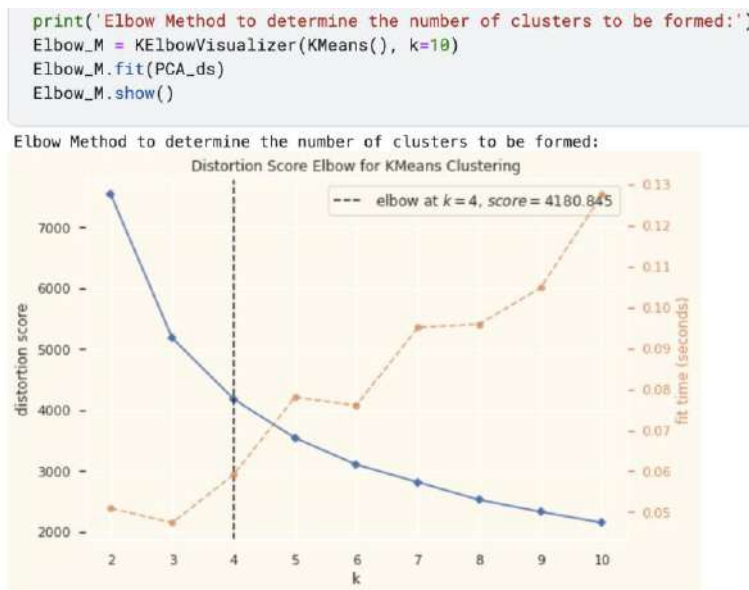 print('Elbow Method to determine the number of clusters to be formed:')
Elbow_M = KElbowVisualizer(KMeans(), k=10)
Elbow_M.fit(PCA_ds)
Elbow_M.show()
Elbow Method to determine the number of clusters to be formed:
Distortion Score Elbow for KMeans Clustering
elbow at k = 4, score = 4180.845
7000
6000
5000
4000
3000
2000
distortion score
0.13
0.12
0.11
0.10
0.09
0.08
0.07
0.06
0.05
fit time (seconds)
2 3 4 5 6 7 8 9 10
k